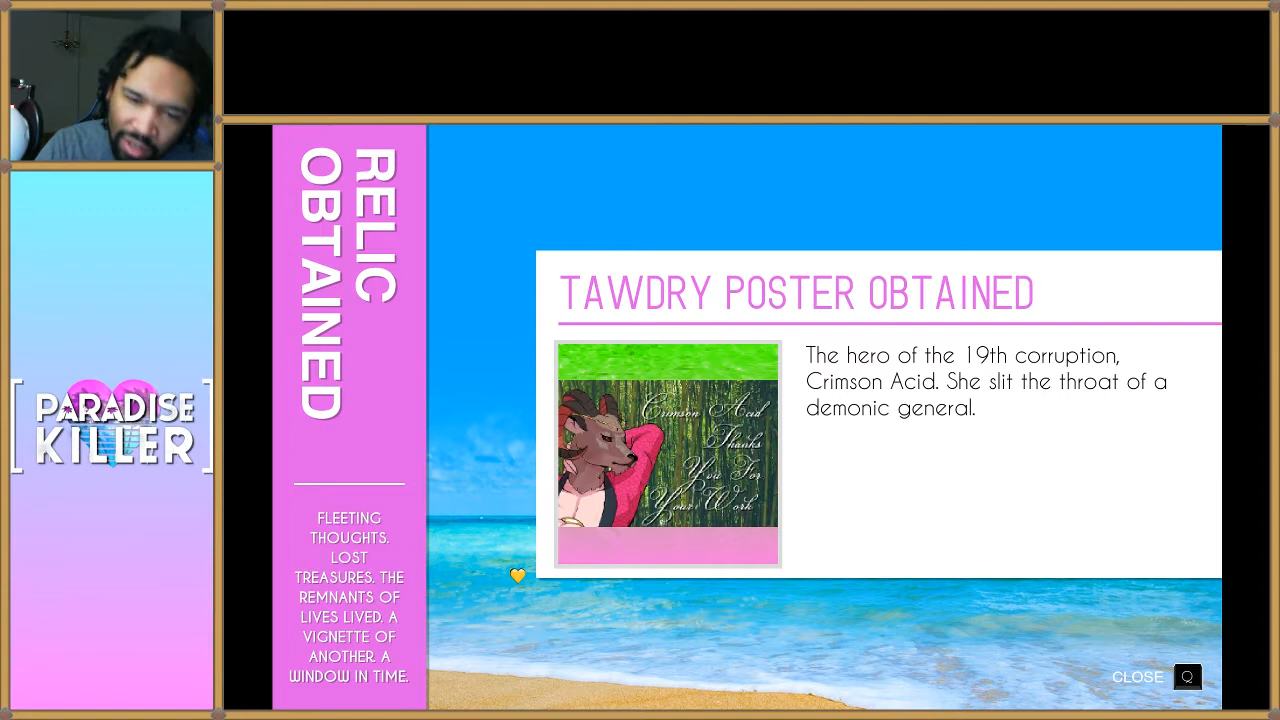 RELIC
OBTAINED
FLEETING
THOUGHTS.
LOST
TREASURES. THE
REMNANTS OF
LIVES LIVED. A
VIGNETTE OF
ANOTHER. A
WINDOW IN TIME.
PARADISE
KILLER
TAWDRY POSTER OBTAINED
Crimson Acid
Thanks
You For
Your Work
The hero of the 19th corruption,
Crimson Acid. She slit the throat of a
demonic general.
CLOSE Q